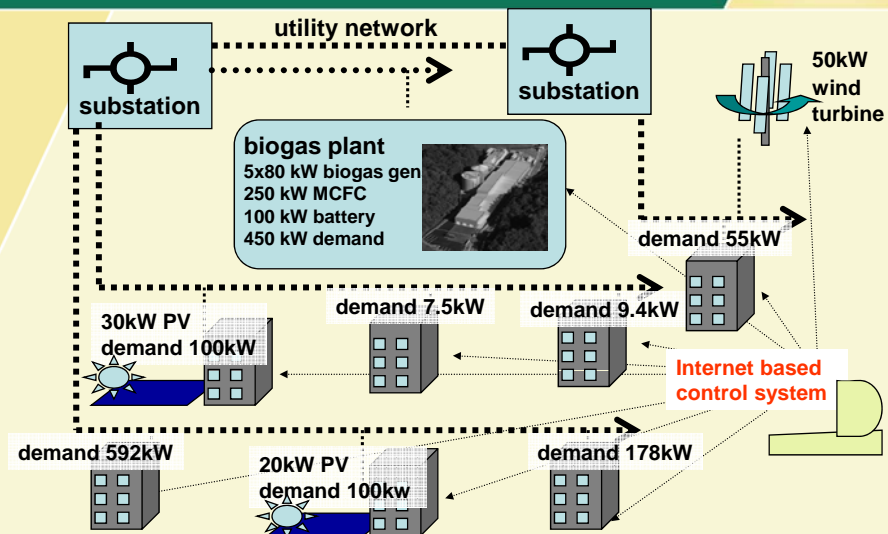 utility network
substation
substation
50kW
wind
turbine
biogas plant
5x80 kW biogas gen
250 kW MCFC
100 kW battery
450 kW demand
demand 55kW
30kW PV
demand 100kW
demand 7.5kW
demand 9.4kW
Internet based
control system
demand 592kW
20kW PV
demand 100kw
demand 178kW